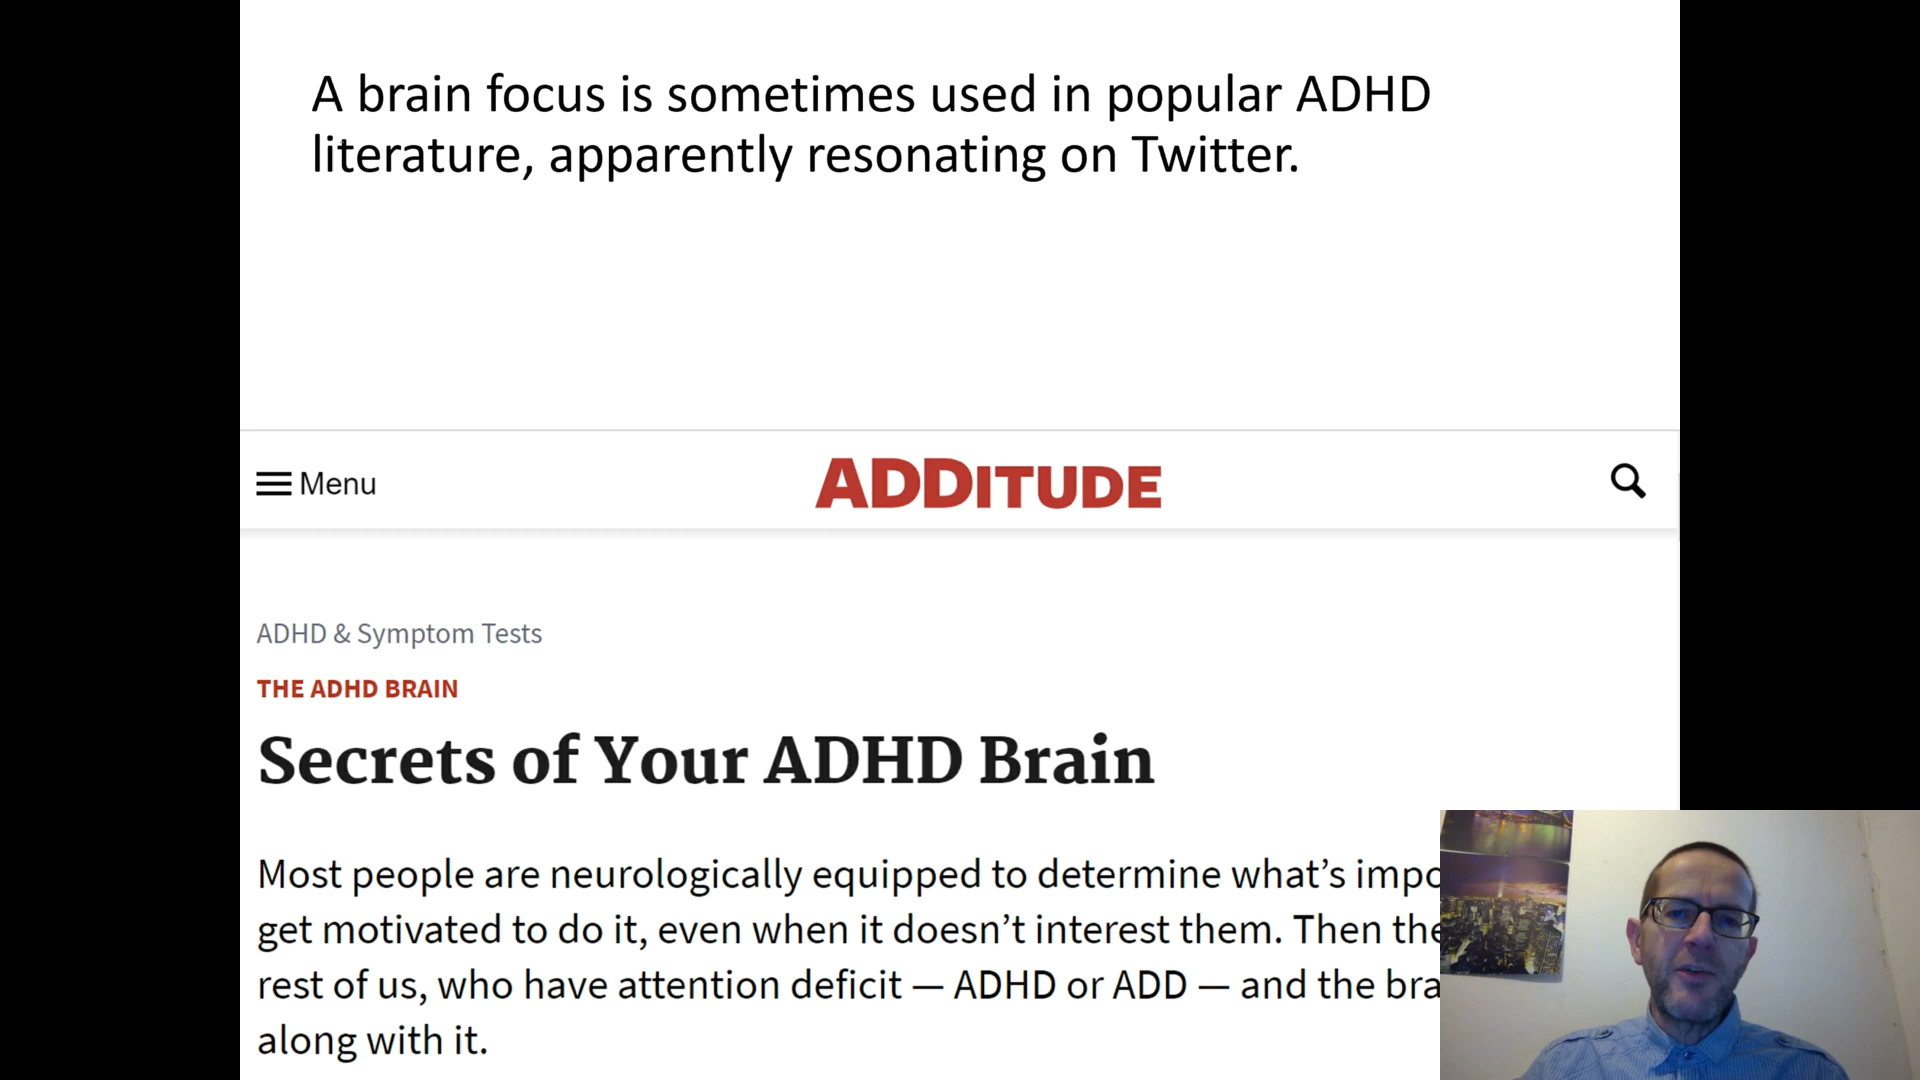 A brain focus is sometimes used in popular ADHD
literature, apparently resonating on Twitter.
Menu
ADDITUDE
ADHD & Symptom Tests
THE ADHD BRAIN
Secrets of Your ADHD Brain
Most people are neurologically equipped to determine what’s
get motivated to do it, even when it doesn’t interest them. Then
rest of us, who have attention deficit — ADHD or ADD — and the
along with it.